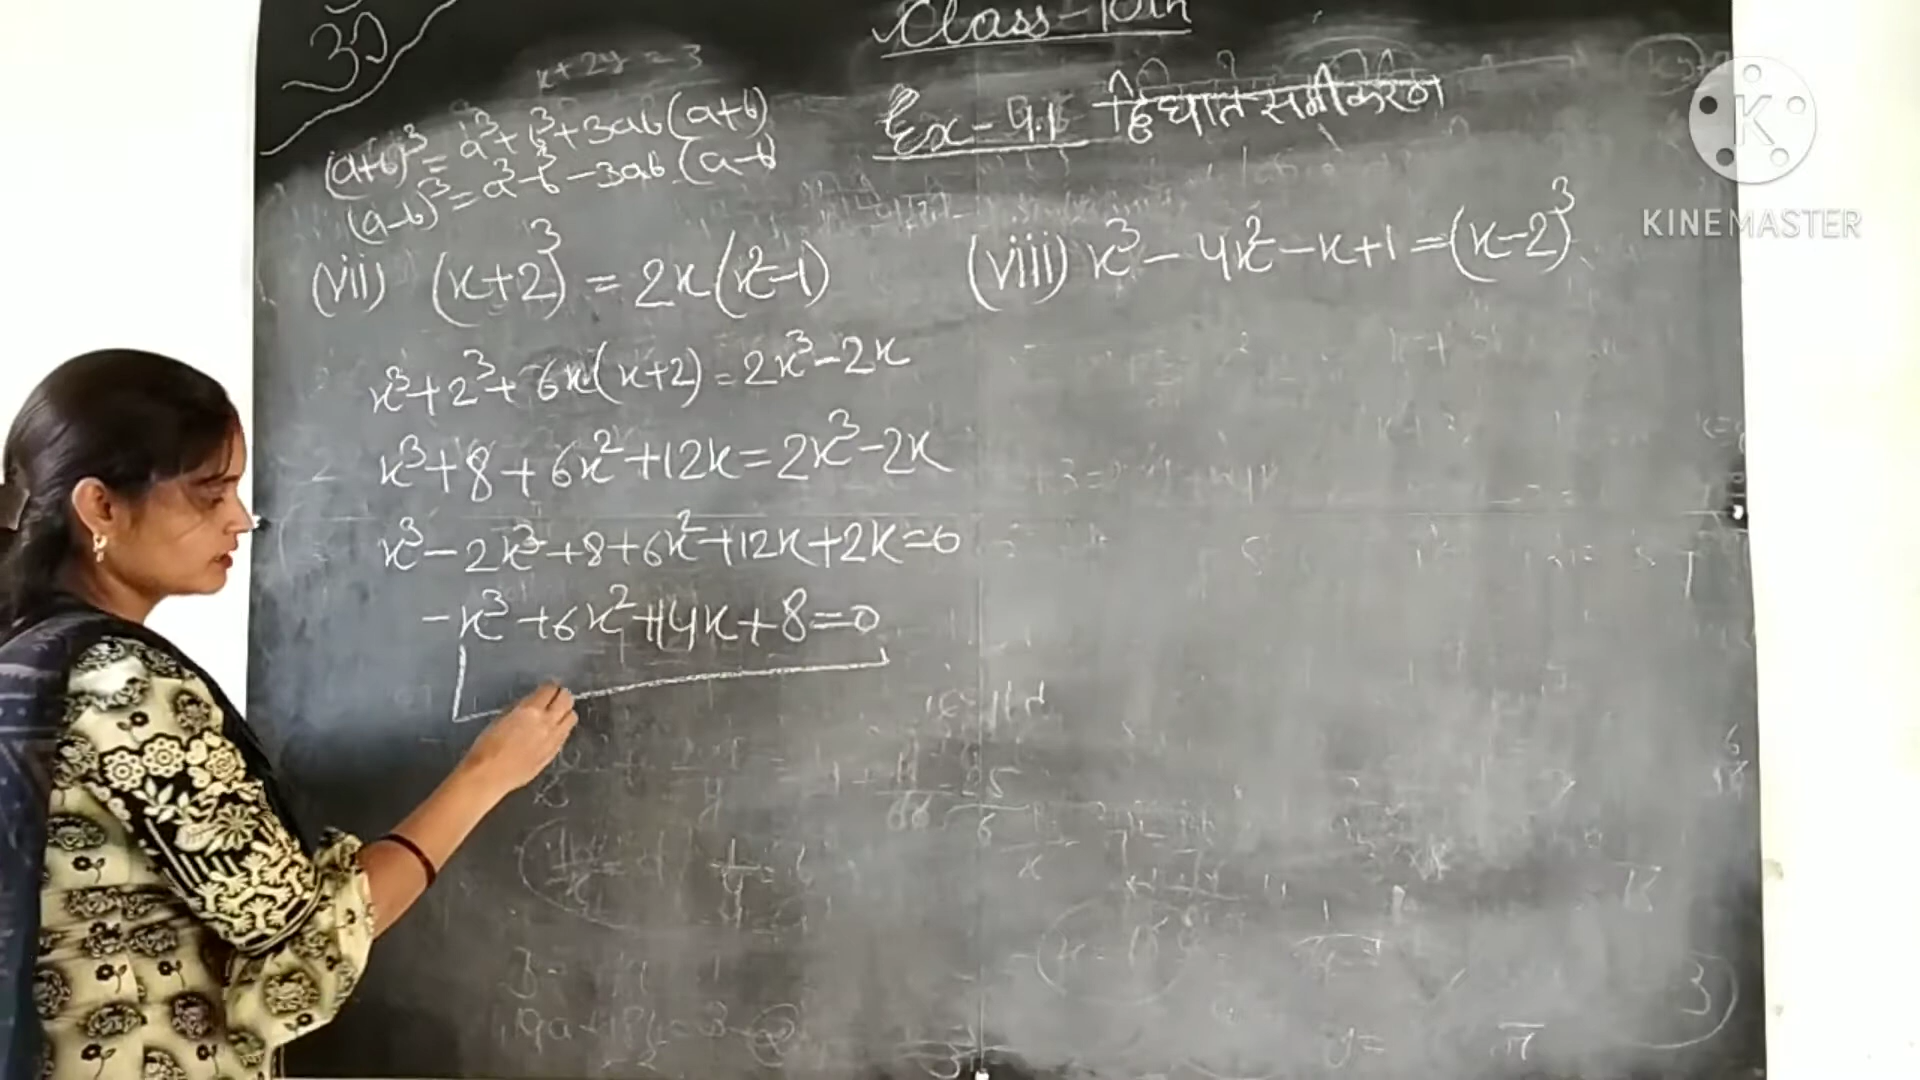 ॐ
Class-10th
x+2y=3
Ex-4.1 द्विघात समीकरण
(a+b)³=a³+b³+3ab(a+b)
(a-b)³=a³-b³-3ab(a-b
K
KINEMASTER
(vii) (x+2)³=2x(x²-1)
(viii) x³-4x²-x+1=(x-2)³
x³+2³+6x(x+2)=2x³-2x
x³+8+6x²+12x=2x³-2x
x³-2x³+8+6x²+12x+2x=0
-x³+6x²+14x+8=0